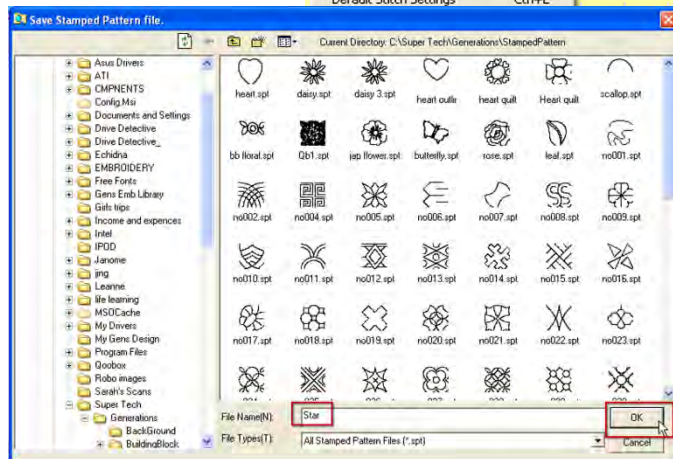 Default Stitch Settings Ctrl+E
Save Stamped Pattern file.
Current Directory: C:\Super Tech\Generations\StampedPattern
Asus Drivers
ATI
CMPNENTS
Config.Msi
Documents and Settings
Drive Detective
Drive Detective_
Echidna
EMBROIDERY
Free Fonts
Gens Emb Library
Girls trips
Income and expences
Intel
IPOD
Janome
jing
Leanne
life learning
MSOCache
My Drivers
My Gens Design
Program Files
Qoobox
Robo images
Sarah's Scans
Super Tech
Generations
BackGround
BuildingBlock
heart.spt daisy.spt daisy 3.spt heart outlir heart quilt Heart quilt scallop.spt
bb floral.spt Qb1.spt jap flower.spt butterfly.spt rose.spt leaf.spt no001.spt
no002.spt no004.spt no005.spt no006.spt no007.spt no008.spt no009.spt
no010.spt no011.spt no012.spt no013.spt no014.spt no015.spt no016.spt
no017.spt no018.spt no019.spt no020.spt no021.spt no022.spt no023.spt
File Name(N): Star OK
File Types(T): All Stamped Pattern Files (*.spt) Cancel